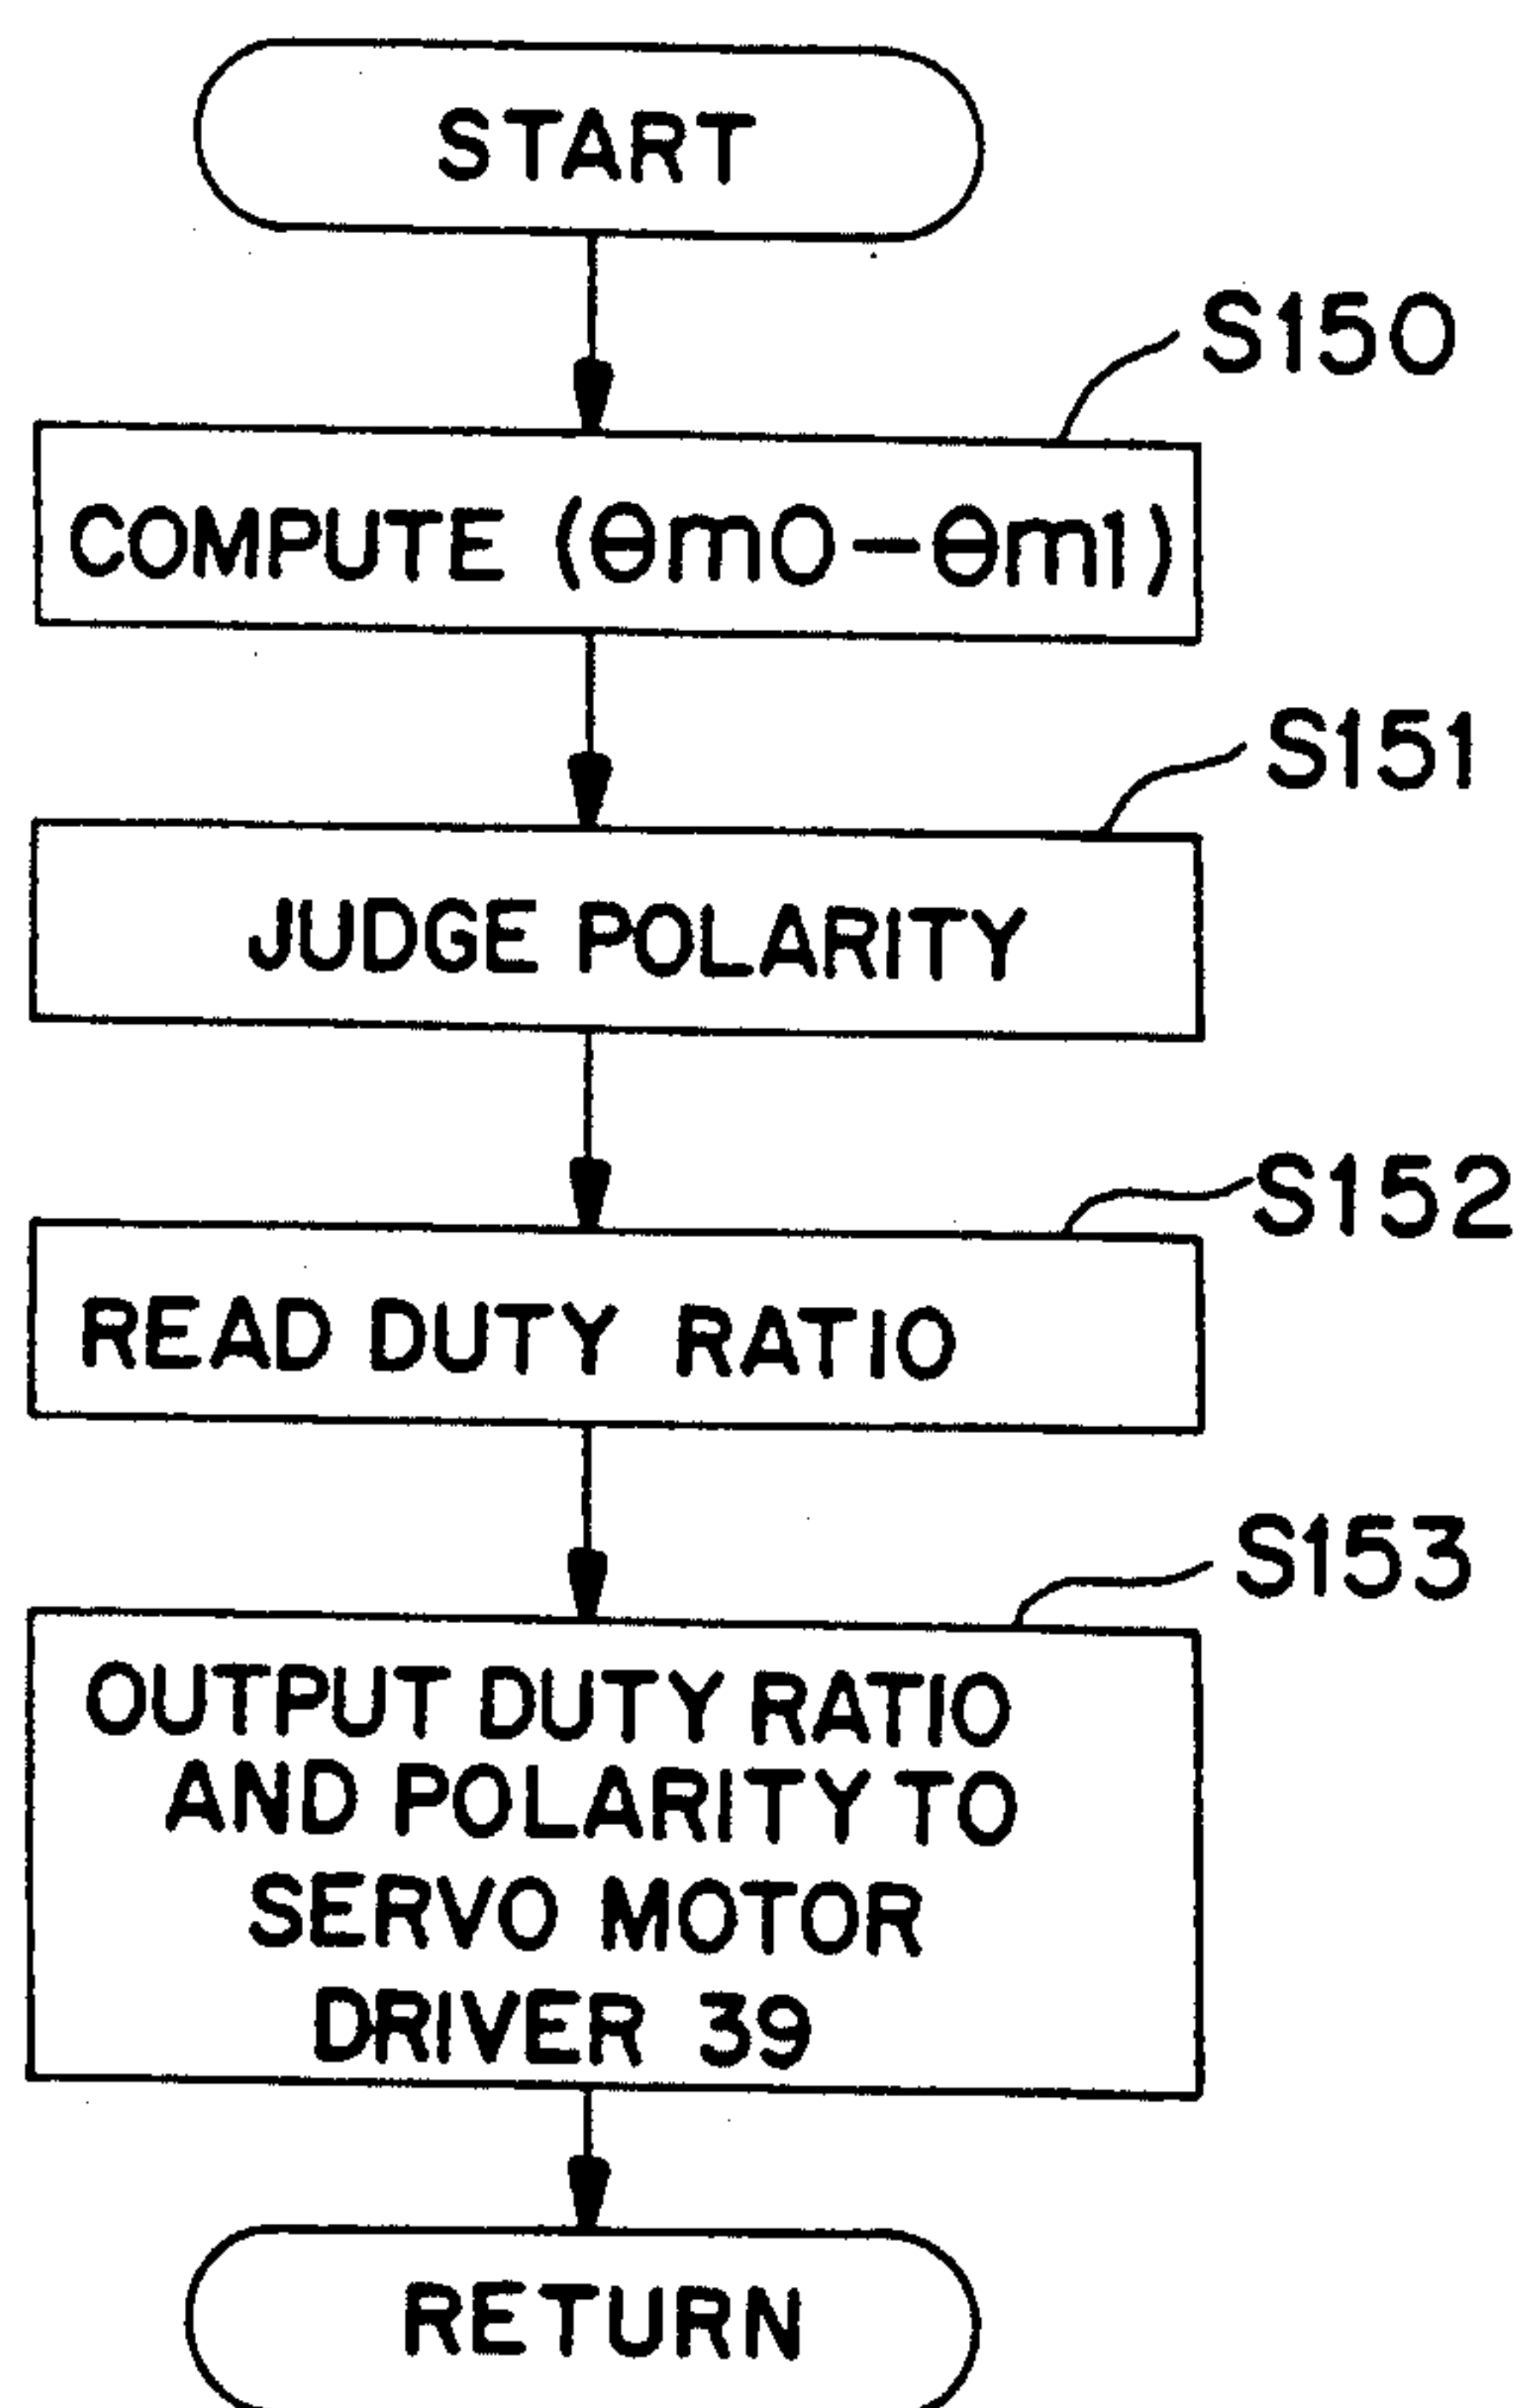 START
S150
COMPUTE (θm0-θm1)
S151
JUDGE POLARITY
S152
READ DUTY RATIO
S153
OUTPUT DUTY RATIO
AND POLARITY TO
SERVO MOTOR
DRIVER 39
RETURN